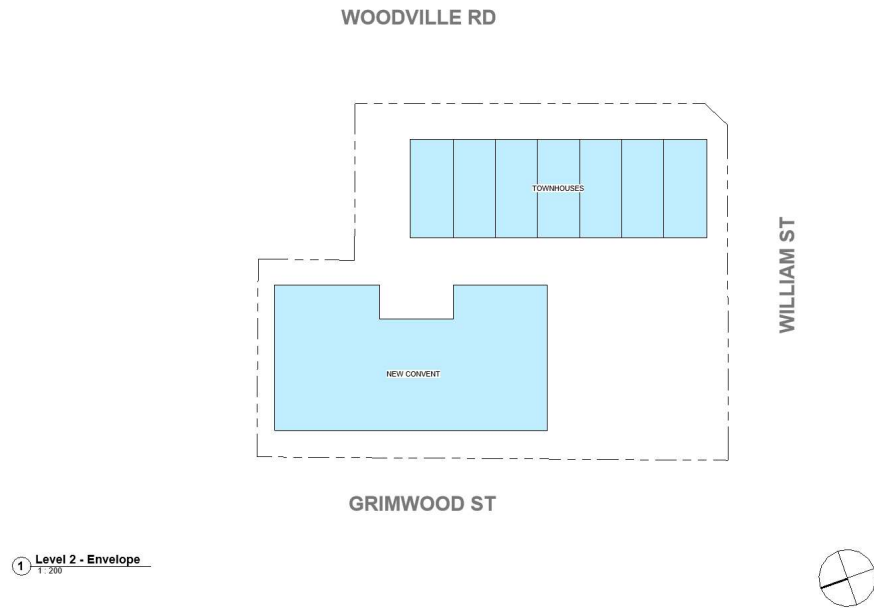 WOODVILLE RD
TOWNHOUSES
WILLIAM ST
NEW CONVENT
GRIMWOOD ST
1 Level 2 - Envelope
1 : 200